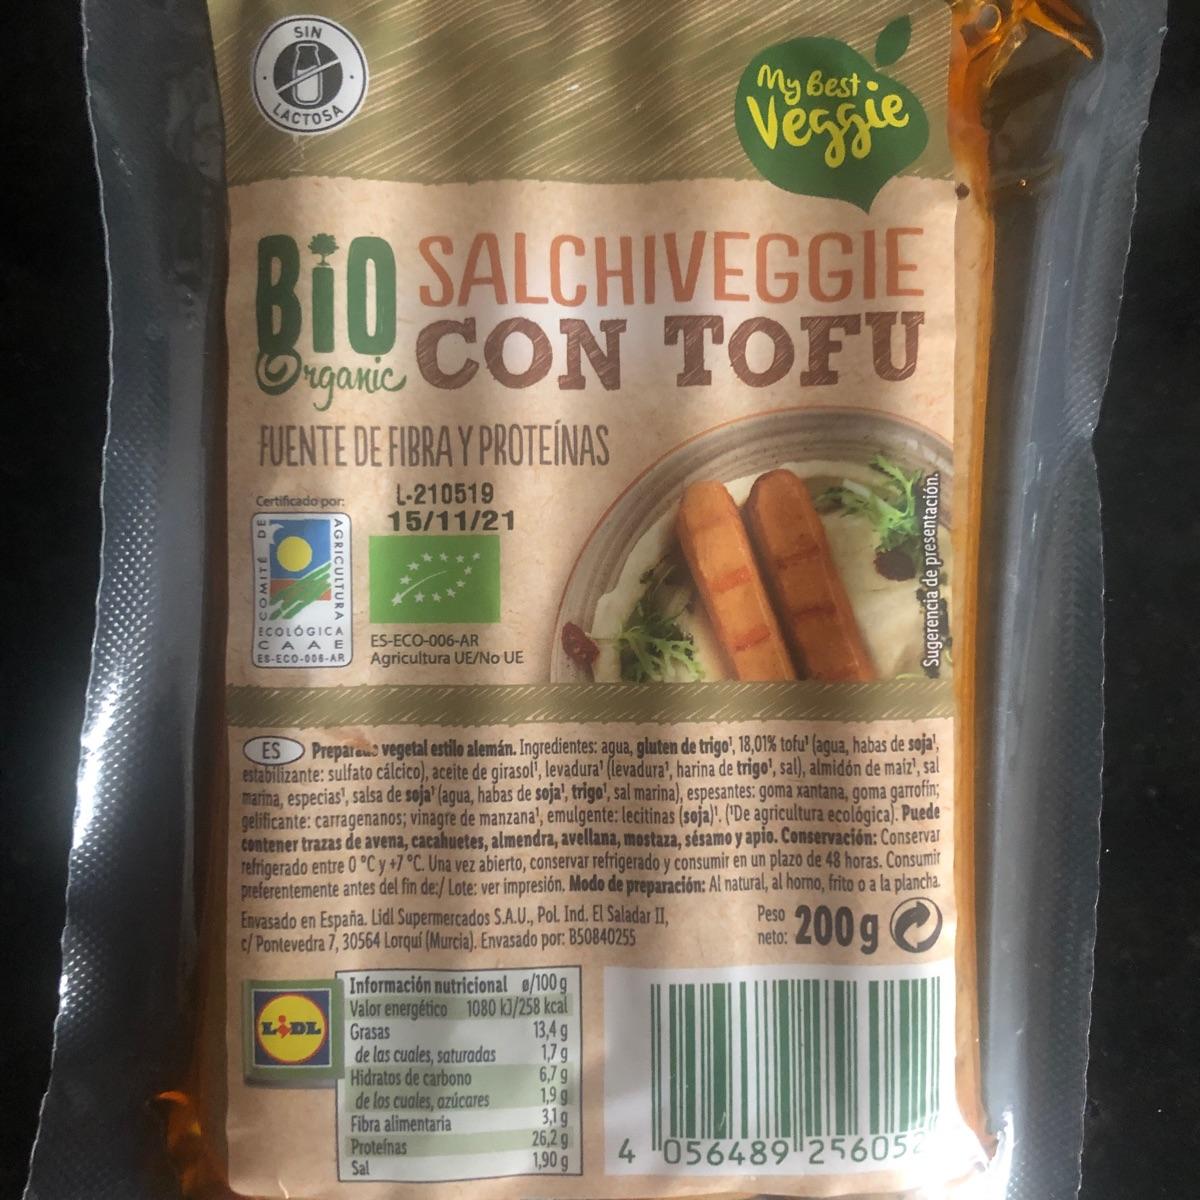 SIN
LACTOSA
My Best
Veggie
BIO
Organic
SALCHIVEGGIE
CON TOFU
FUENTE DE FIBRA Y PROTEÍNAS
Certificado por:
L-210519
15/11/21
COMITÉ DE
AGRICULTURA
ECOLÓGICA
CAAE
ES-ECO-006-AR
ES-ECO-006-AR
Agricultura UE/No UE
Sugerencia de presentación.
ES vegetal estilo alemán. Ingredientes: agua, gluten de trigo¹, 18,01% tofu¹ (agua, habas de soja¹,
estabilizante: sulfato cálcico), aceite de girasol¹, levadura¹ (levadura¹, harina de trigo¹, sal), almidón de maíz¹, sal
marina, especias¹, salsa de soja¹ (agua, habas de soja¹, trigo¹, sal marina), espesantes: goma xantana, goma garrofín;
gelificante: carragenanos; vinagre de manzana¹, emulgente: lecitinas (soja)¹. (¹De agricultura ecológica). Puede
contener trazas de avena, cacahuetes, almendra, avellana, mostaza, sésamo y apio. Conservación: Conservar
refrigerado entre 0 °C y +7 °C. Una vez abierto, conservar refrigerado y consumir en un plazo de 48 horas. Consumir
preferentemente antes del fin de:/ Lote: ver impresión. Modo de preparación: Al natural, al horno, frito o a la plancha.
Envasado en España. Lidl Supermercados S.A.U., Pol. Ind. El Saladar II,
c/ Pontevedra 7, 30564 Lorquí (Murcia). Envasado por: B50840255
Peso
neto: 200 g
LIDL
Información nutricional ø/100 g
Valor energético 1080 kJ/258 kcal
Grasas 13,4 g
de las cuales, saturadas 1,7 g
Hidratos de carbono 6,7 g
de los cuales, azúcares 1,9 g
Fibra alimentaria 3,1 g
Proteínas 26,2 g
Sal 1,90 g
4 056489 256052